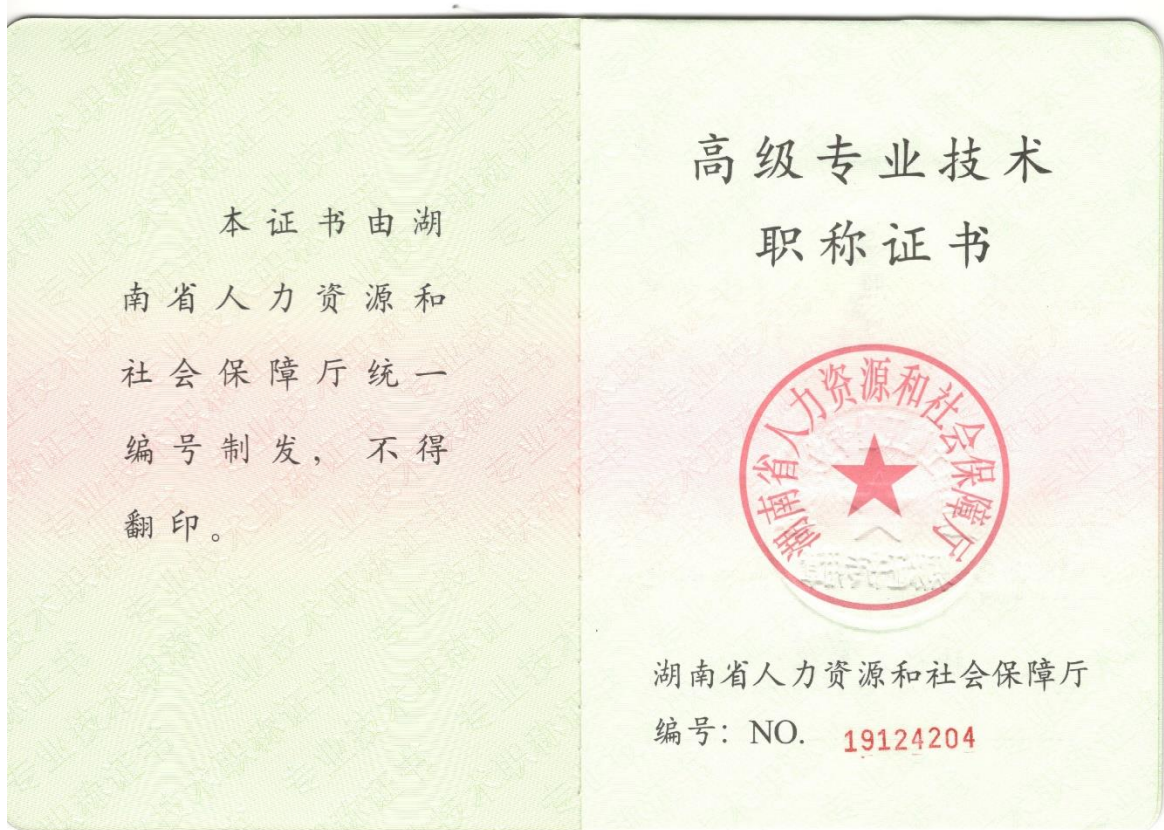 本证书由湖
南省人力资源和
社会保障厅统一
编号制发，不得
翻印。
高级专业技术
职称证书
湖南省人力资源和社会保障厅
湖南省人力资源和社会保障厅
编号：NO. 19124204